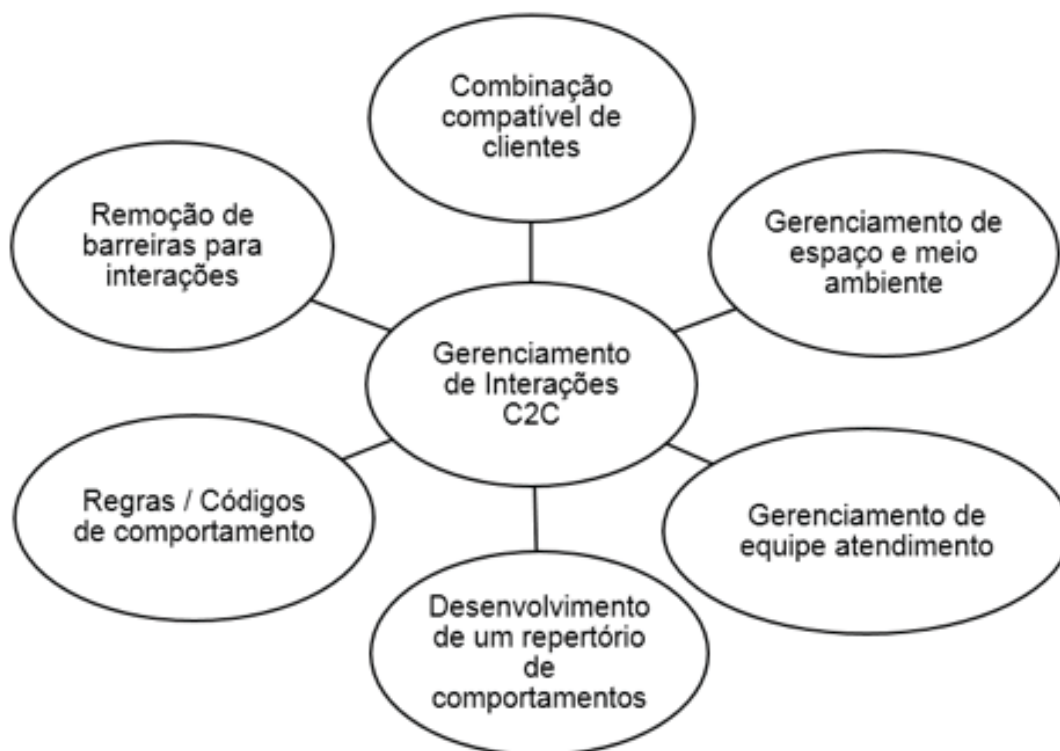 Combinação
compatível de
clientes
Remoção de
barreiras para
interações
Gerenciamento de
espaço e meio
ambiente
Gerenciamento
de Interações
C2C
Regras / Códigos
de comportamento
Gerenciamento de
equipe atendimento
Desenvolvimento
de um repertório
de
comportamentos